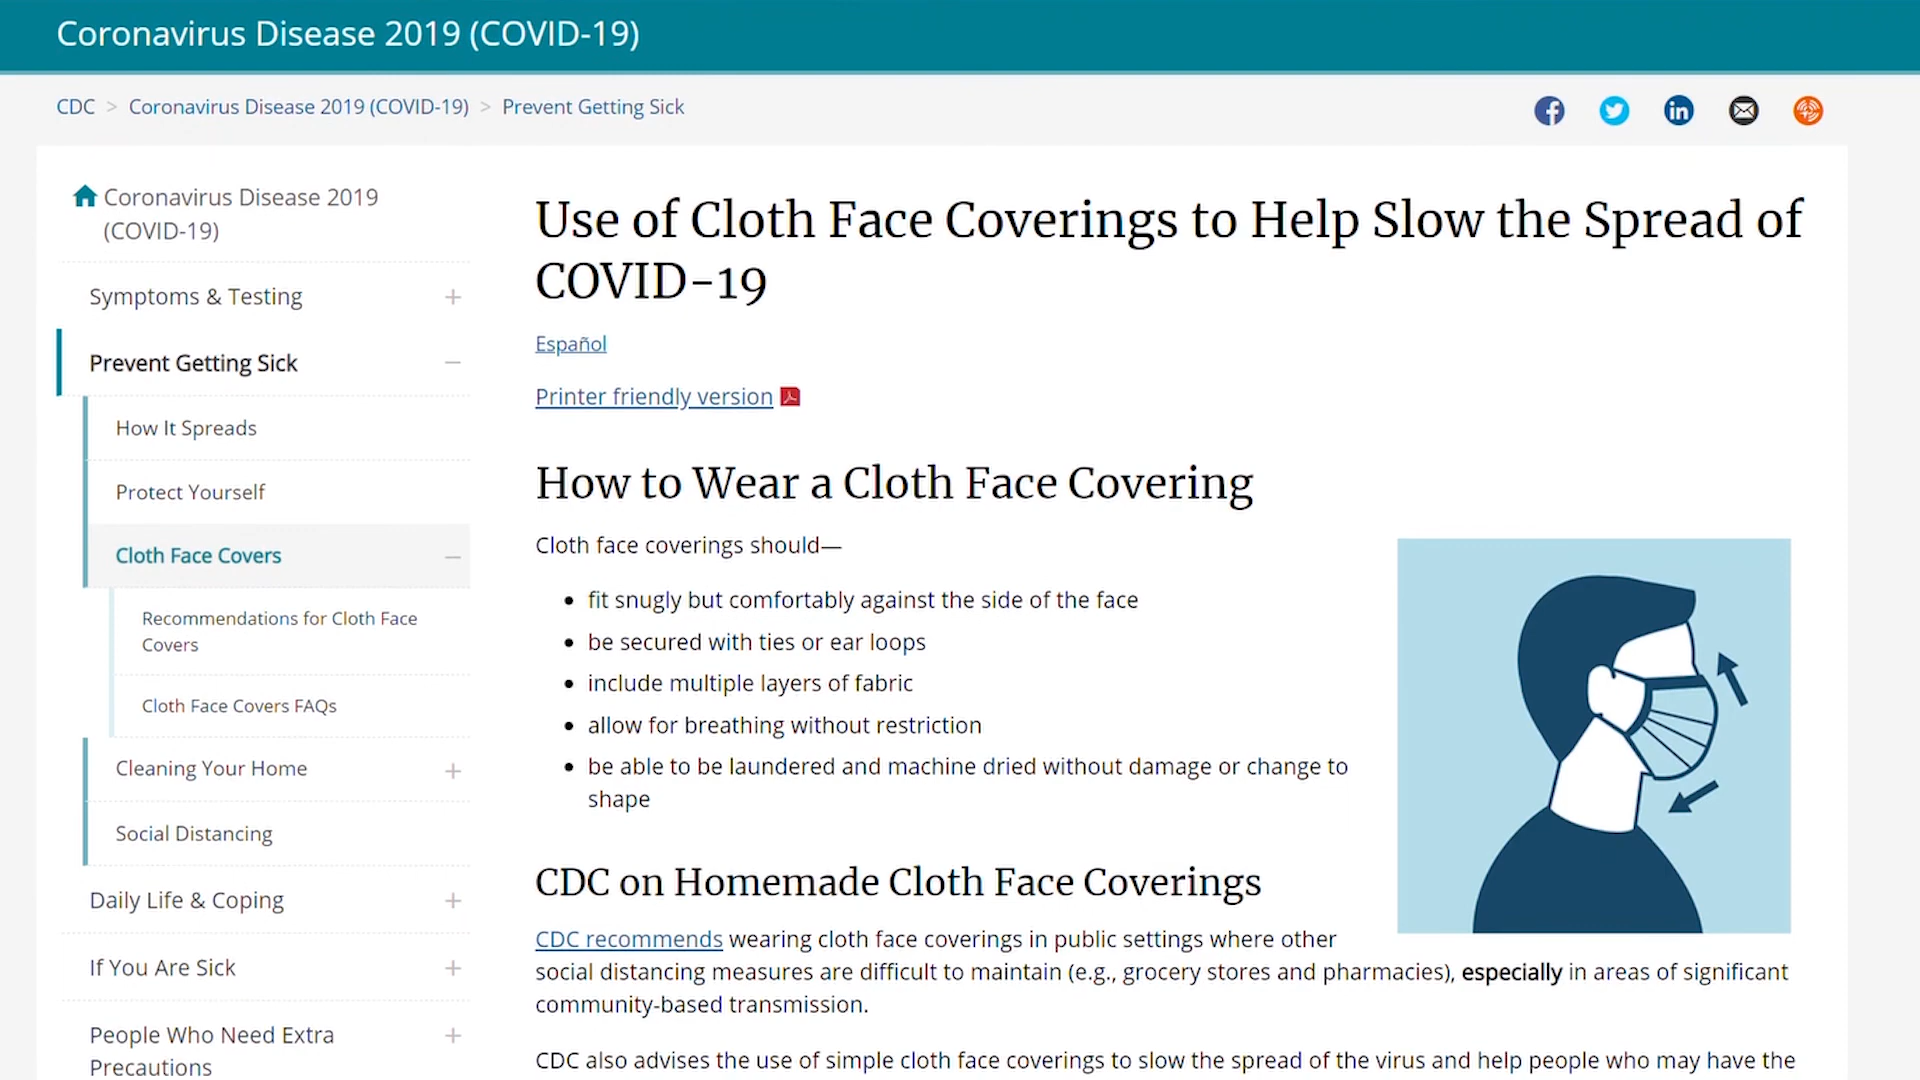 Coronavirus Disease 2019 (COVID-19)
CDC > Coronavirus Disease 2019 (COVID-19) > Prevent Getting Sick
Coronavirus Disease 2019
(COVID-19)
Symptoms & Testing
Prevent Getting Sick
How It Spreads
Protect Yourself
Cloth Face Covers
Recommendations for Cloth Face
Covers
Cloth Face Covers FAQs
Cleaning Your Home
Social Distancing
Daily Life & Coping
If You Are Sick
People Who Need Extra
Precautions
Use of Cloth Face Coverings to Help Slow the Spread of
COVID-19
Español
Printer friendly version
How to Wear a Cloth Face Covering
Cloth face coverings should—
• fit snugly but comfortably against the side of the face
• be secured with ties or ear loops
• include multiple layers of fabric
• allow for breathing without restriction
• be able to be laundered and machine dried without damage or change to
shape
CDC on Homemade Cloth Face Coverings
CDC recommends wearing cloth face coverings in public settings where other
social distancing measures are difficult to maintain (e.g., grocery stores and pharmacies), especially in areas of significant
community-based transmission.
CDC also advises the use of simple cloth face coverings to slow the spread of the virus and help people who may have the